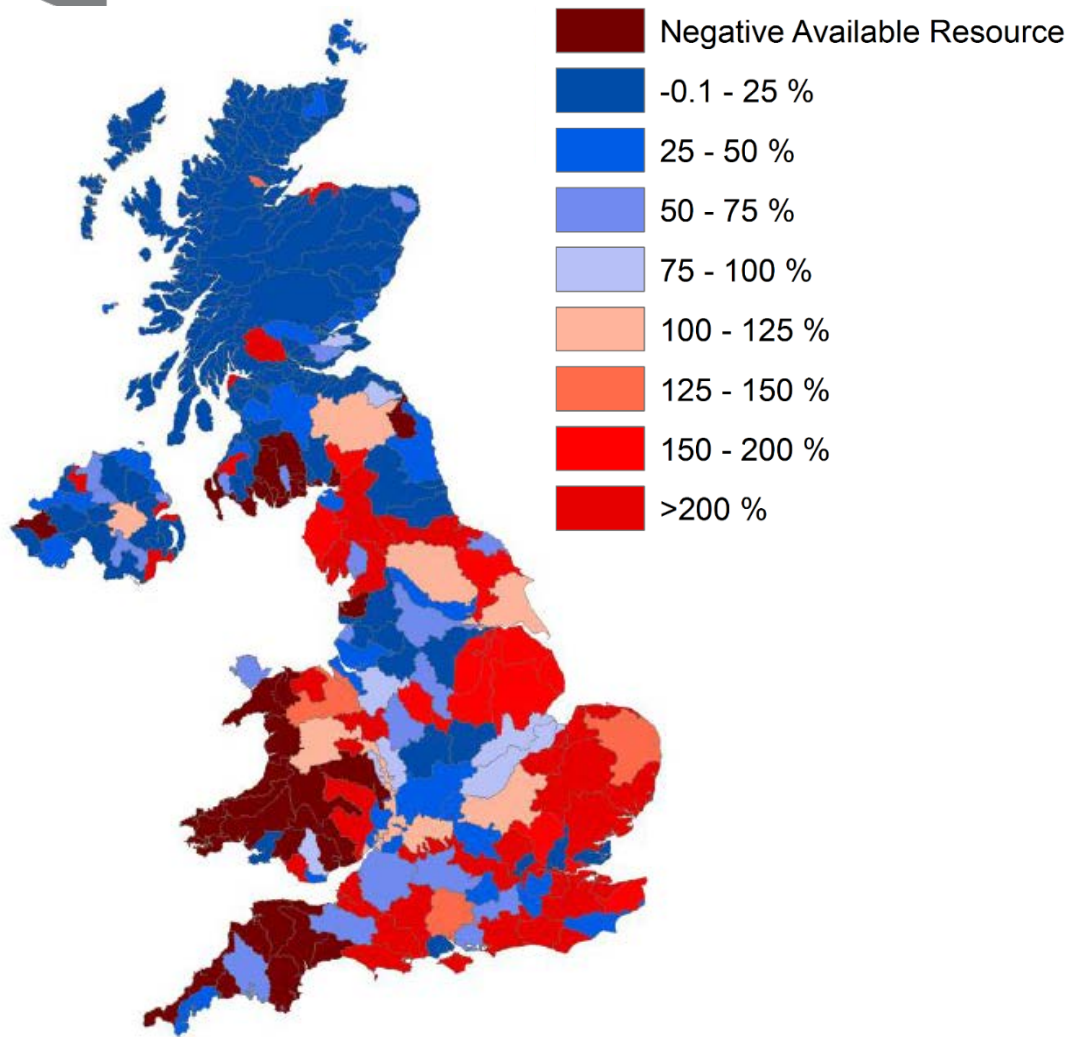 Negative Available Resource
-0.1 - 25 %
25 - 50 %
50 - 75 %
75 - 100 %
100 - 125 %
125 - 150 %
150 - 200 %
>200 %